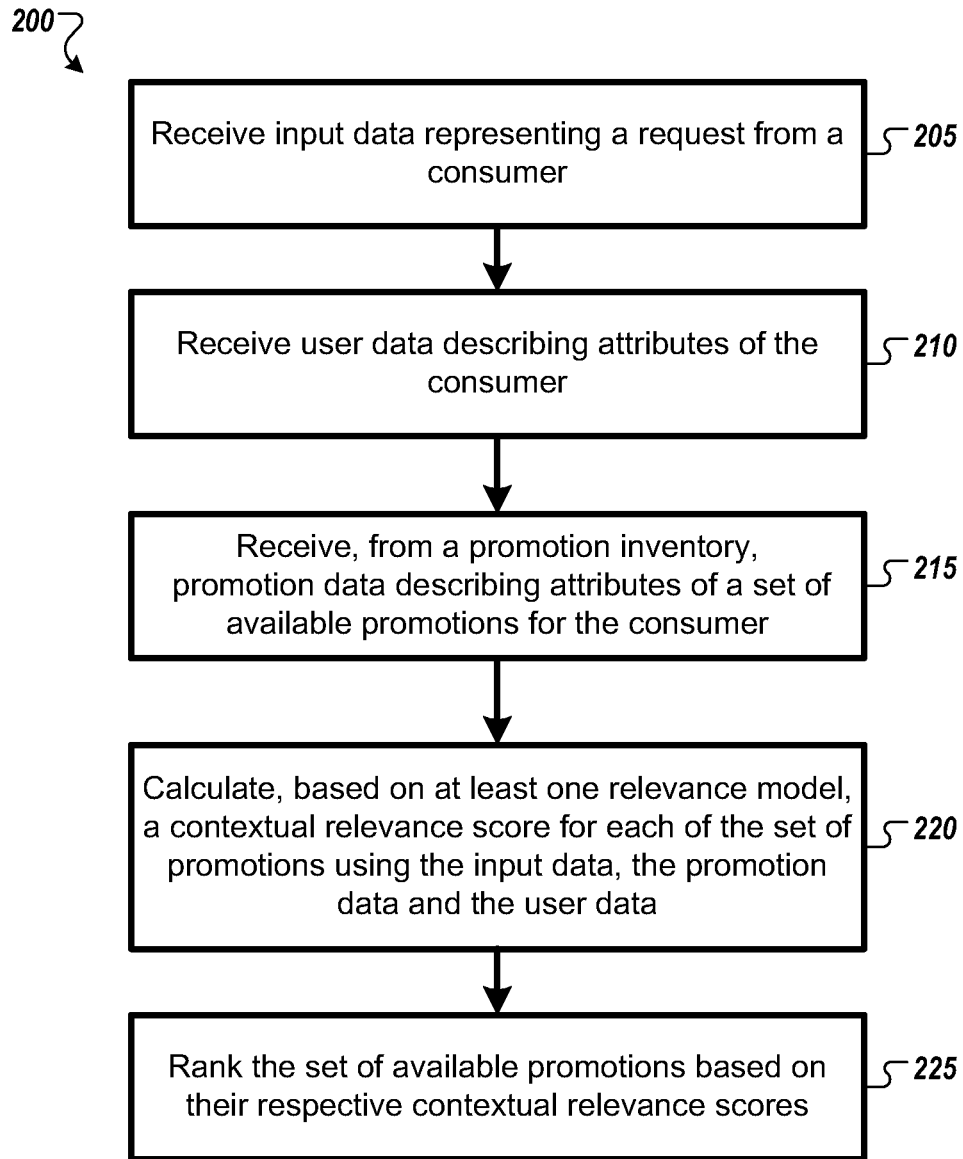 200
Receive input data representing a request from a
consumer
205
Receive user data describing attributes of the
consumer
210
Receive, from a promotion inventory,
promotion data describing attributes of a set of
available promotions for the consumer
215
Calculate, based on at least one relevance model,
a contextual relevance score for each of the set of
promotions using the input data, the promotion
data and the user data
220
Rank the set of available promotions based on
their respective contextual relevance scores
225